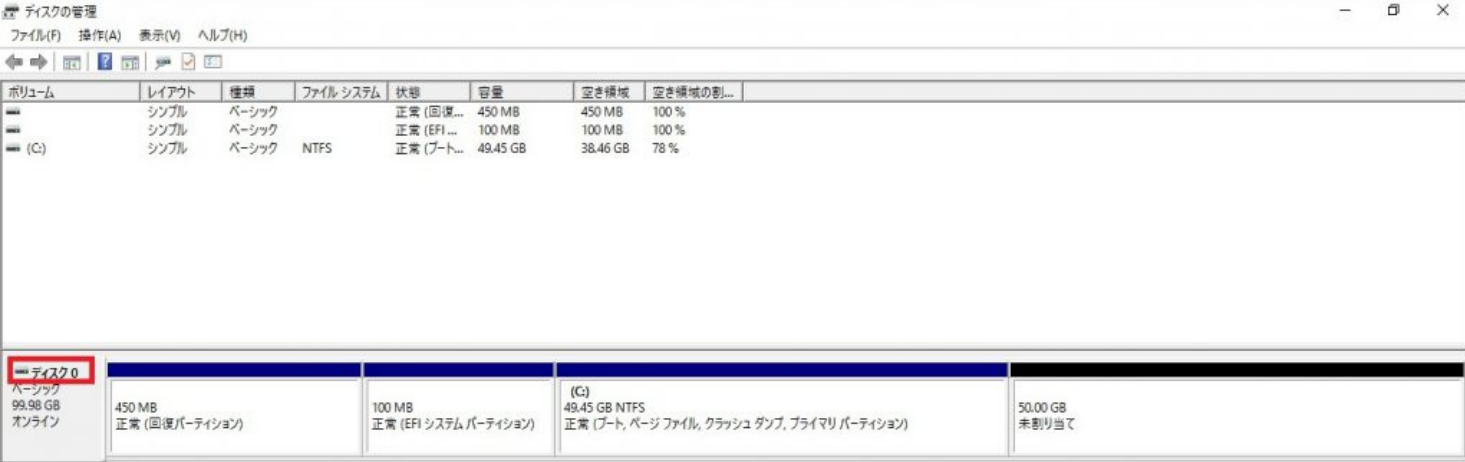 ディスクの管理
ファイル(F) 操作(A) 表示(V) ヘルプ(H)
ボリューム レイアウト 種類 ファイル システム 状態 容量 空き領域 空き領域の割...
シンプル ベーシック 正常 (回復... 450 MB 450 MB 100 %
シンプル ベーシック 正常 (EFI ... 100 MB 100 MB 100 %
(C:) シンプル ベーシック NTFS 正常 (ブート... 49.45 GB 38.46 GB 78 %
ディスク 0
ベーシック
99.98 GB
オンライン
450 MB
正常 (回復パーティション)
100 MB
正常 (EFI システム パーティション)
(C:)
49.45 GB NTFS
正常 (ブート, ページ ファイル, クラッシュ ダンプ, プライマリ パーティション)
50.00 GB
未割り当て